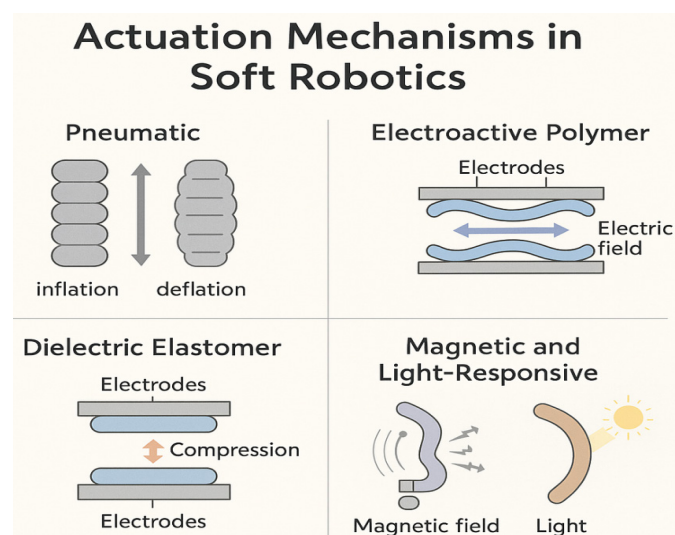 Actuation Mechanisms in
Soft Robotics
Pneumatic
inflation
deflation
Electroactive Polymer
Electrodes
Electric
field
Dielectric Elastomer
Electrodes
Compression
Electrodes
Magnetic and
Light-Responsive
Magnetic field
Light